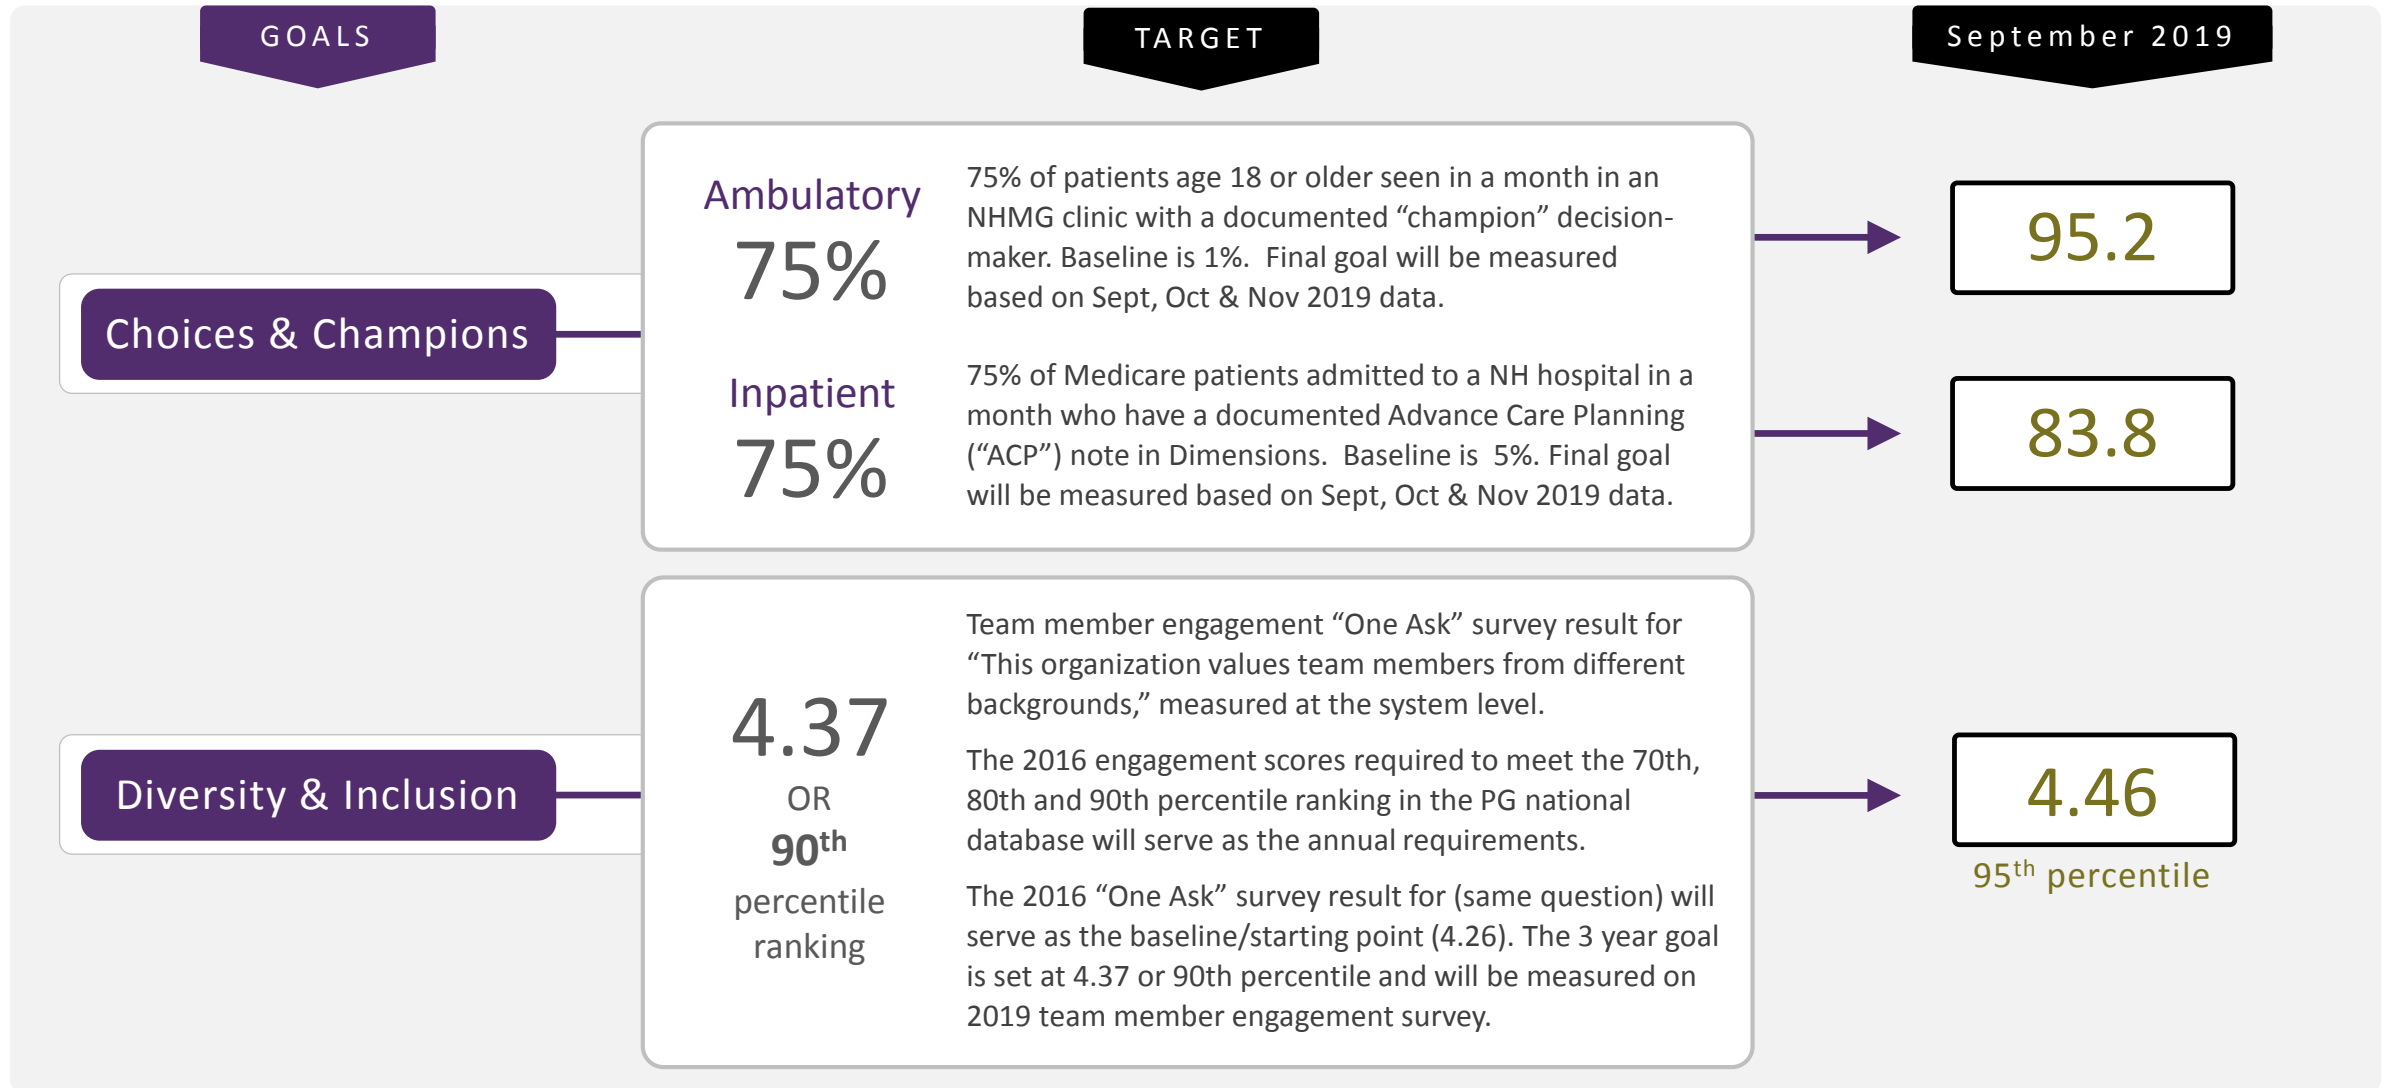 GOALS
TARGET
September 2019
Choices & Champions
Ambulatory
75%
75% of patients age 18 or older seen in a month in an
NHMG clinic with a documented “champion” decision-
maker. Baseline is 1%.  Final goal will be measured
based on Sept, Oct & Nov 2019 data.
95.2
Inpatient
75%
75% of Medicare patients admitted to a NH hospital in a
month who have a documented Advance Care Planning
(“ACP”) note in Dimensions.  Baseline is  5%. Final goal
will be measured based on Sept, Oct & Nov 2019 data.
83.8
Diversity & Inclusion
4.37
OR
90th
percentile
ranking
Team member engagement “One Ask” survey result for
“This organization values team members from different
backgrounds,” measured at the system level.
The 2016 engagement scores required to meet the 70th,
80th and 90th percentile ranking in the PG national
database will serve as the annual requirements.
The 2016 “One Ask” survey result for (same question) will
serve as the baseline/starting point (4.26). The 3 year goal
is set at 4.37 or 90th percentile and will be measured on
2019 team member engagement survey.
4.46
95th percentile